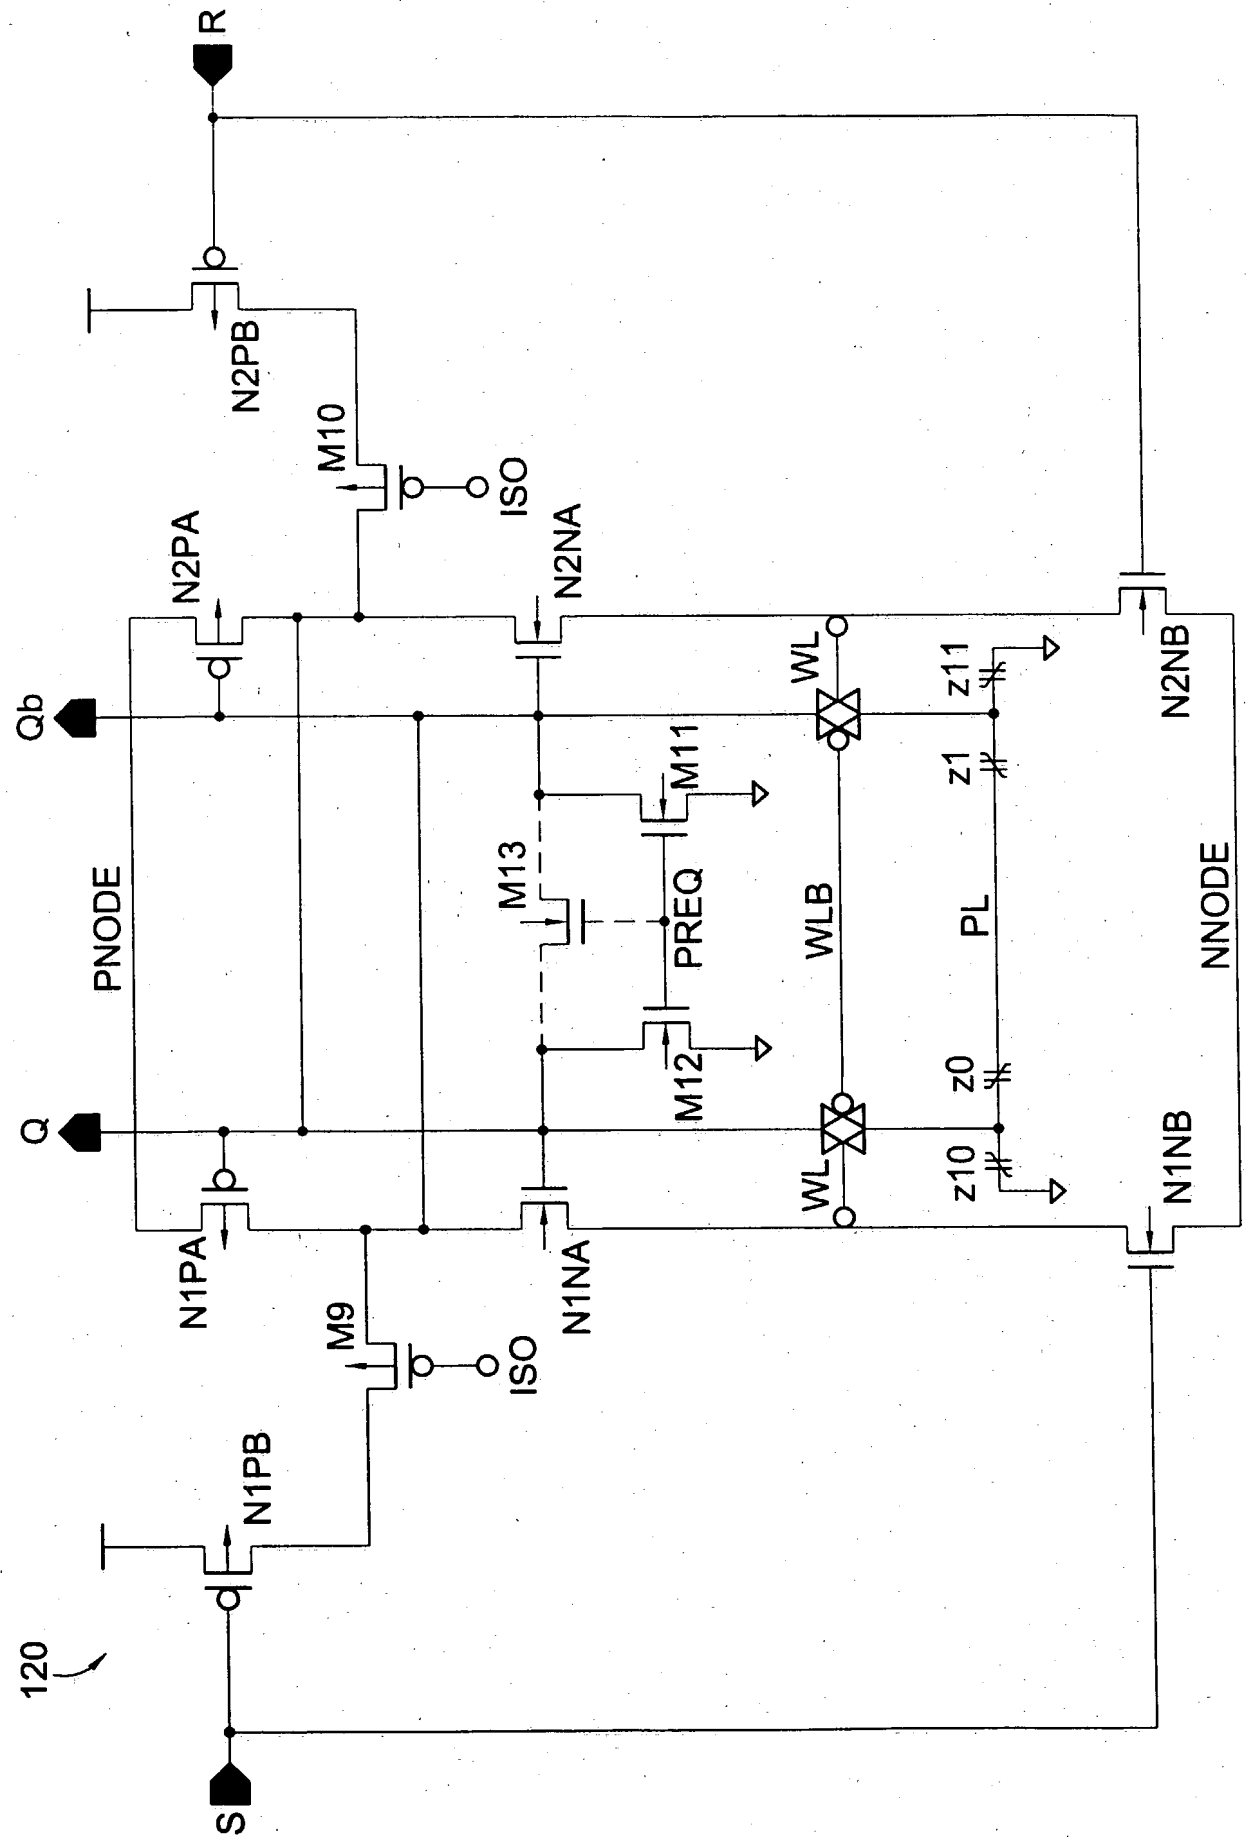 120
S
R
Q
Qb
PNODE
N1PB
N1PA
N2PA
N2PB
M9
M10
ISO
ISO
N1NA
N2NA
M13
M12
PREQ
M11
WL
WLB
WL
z10
z0
PL
z1
z11
N1NB
NNODE
N2NB